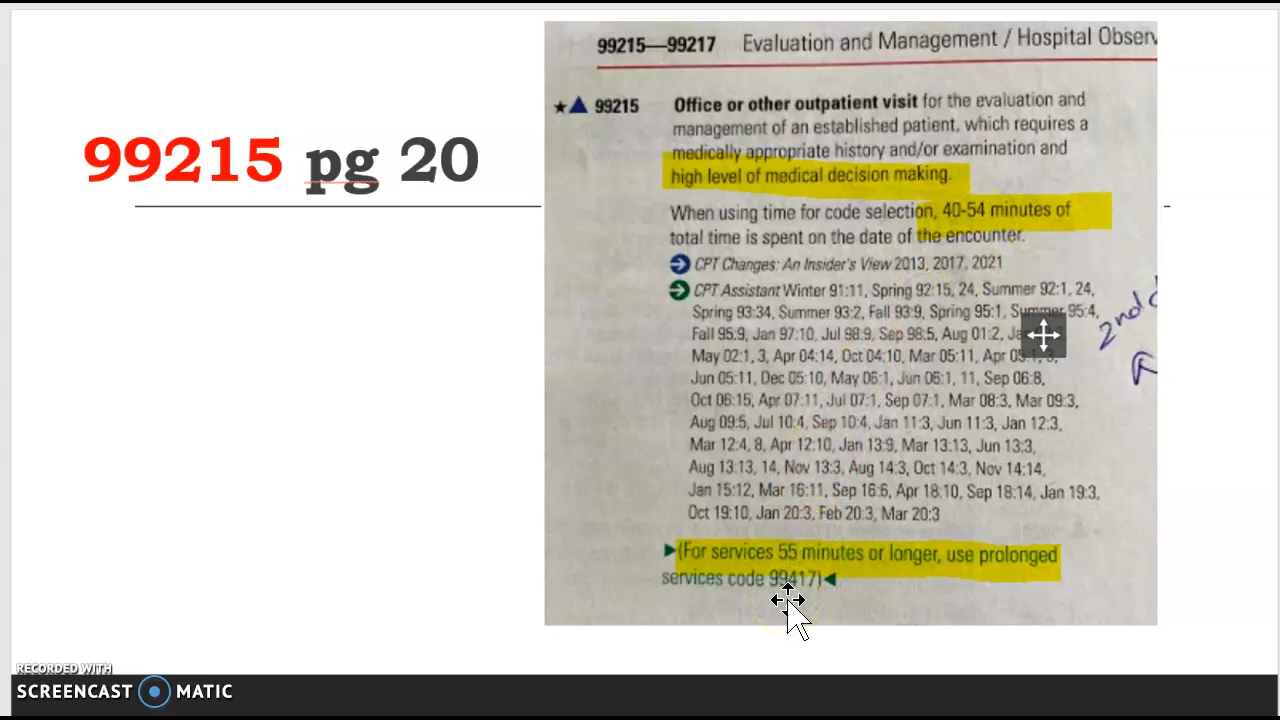 99215 pg 20
99215—99217 Evaluation and Management / Hospital Observ
★▲ 99215 Office or other outpatient visit for the evaluation and
management of an established patient, which requires a
medically appropriate history and/or examination and
high level of medical decision making.
When using time for code selection, 40-54 minutes of
total time is spent on the date of the encounter.
CPT Changes: An Insider's View 2013, 2017, 2021
CPT Assistant Winter 91:11, Spring 92:15, 24, Summer 92:1, 24,
Spring 93:34, Summer 93:2, Fall 93:9, Spring 95:1, Summer 95:4,
Fall 95:9, Jan 97:10, Jul 98:9, Sep 98:5, Aug 01:2,
May 02:1, 3, Apr 04:14, Oct 04:10, Mar 05:11, Apr 05:1, 3,
Jun 05:11, Dec 05:10, May 06:1, Jun 06:1, 11, Sep 06:8,
Oct 06:15, Apr 07:11, Jul 07:1, Sep 07:1, Mar 08:3, Mar 09:3,
Aug 09:5, Jul 10:4, Sep 10:4, Jan 11:3, Jun 11:3, Jan 12:3,
Mar 12:4, 8, Apr 12:10, Jan 13:9, Mar 13:13, Jun 13:3,
Aug 13:13, 14, Nov 13:3, Aug 14:3, Oct 14:3, Nov 14:14,
Jan 15:12, Mar 16:11, Sep 16:6, Apr 18:10, Sep 18:14, Jan 19:3,
Oct 19:10, Jan 20:3, Feb 20:3, Mar 20:3
▶(For services 55 minutes or longer, use prolonged
services code 99417)◀
2nd
RECORDED WITH
SCREENCAST MATIC